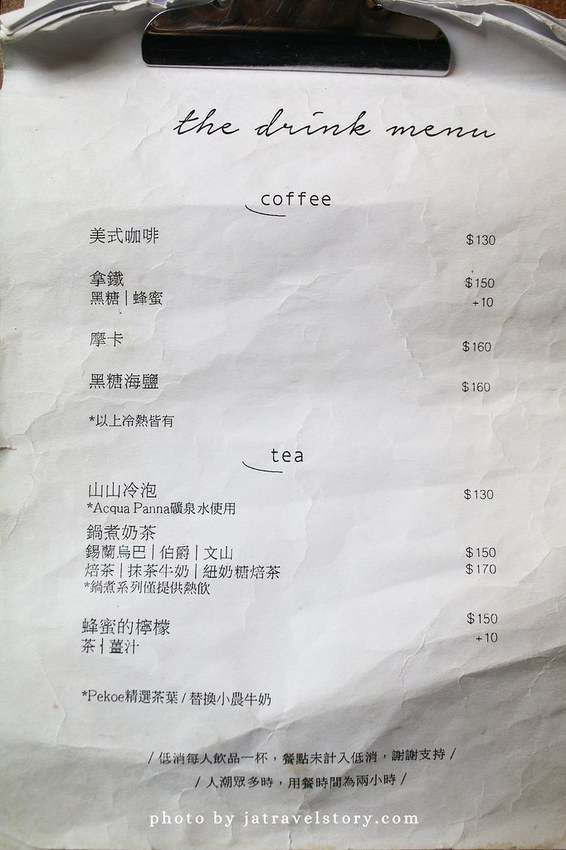 the drink menu
coffee
美式咖啡 $130
拿鐵 $150
黑糖|蜂蜜 +10
摩卡 $160
黑糖海鹽 $160
*以上冷熱皆有
tea
山山冷泡 $130
*Acqua Panna礦泉水使用
鍋煮奶茶
錫蘭烏巴|伯爵|文山 $150
焙茶|抹茶牛奶|紐奶糖焙茶 $170
*鍋煮系列僅提供熱飲
蜂蜜的檸檬 $150
茶|薑汁 +10
*Pekoe精選茶葉/替換小農牛奶
/低消每人飲品一杯，餐點未計入低消，謝謝支持/
/人潮眾多時，用餐時間為兩小時/
photo by jatravelstory.com